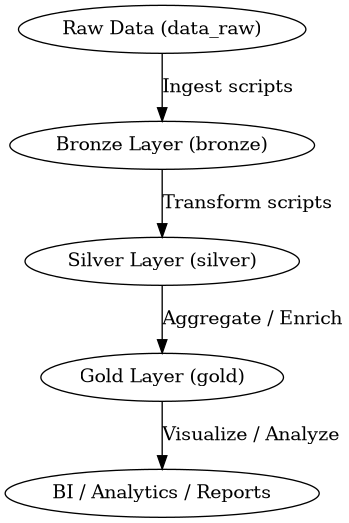 Raw Data (data_raw)
Ingest scripts
Bronze Layer (bronze)
Transform scripts
Silver Layer (silver)
Aggregate / Enrich
Gold Layer (gold)
Visualize / Analyze
BI / Analytics / Reports